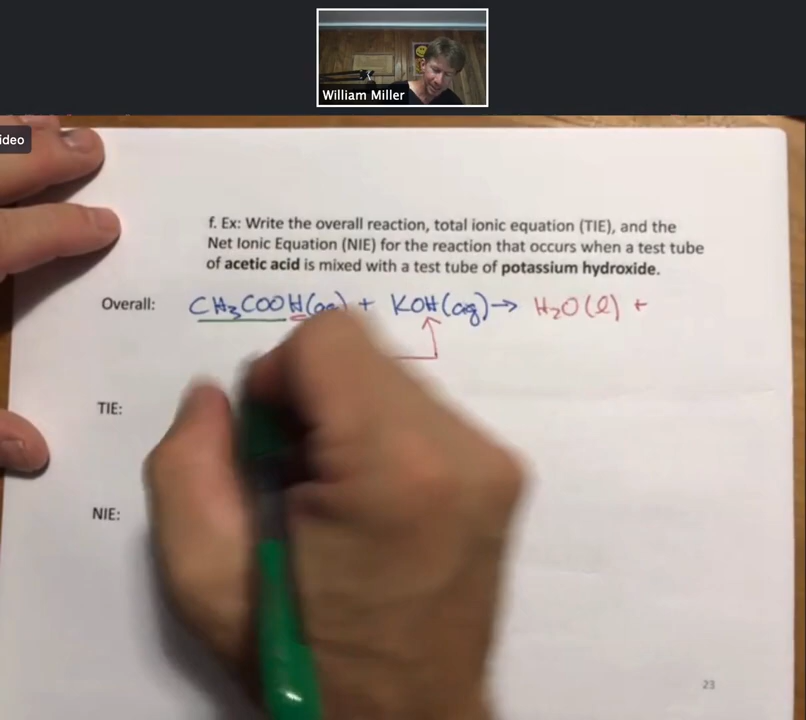 William Miller
ideo
f. Ex: Write the overall reaction, total ionic equation (TIE), and the
Net Ionic Equation (NIE) for the reaction that occurs when a test tube
of acetic acid is mixed with a test tube of potassium hydroxide.
Overall: CH₃COOH(aq) + KOH(aq)→ H₂O(l) +
TIE:
NIE:
23